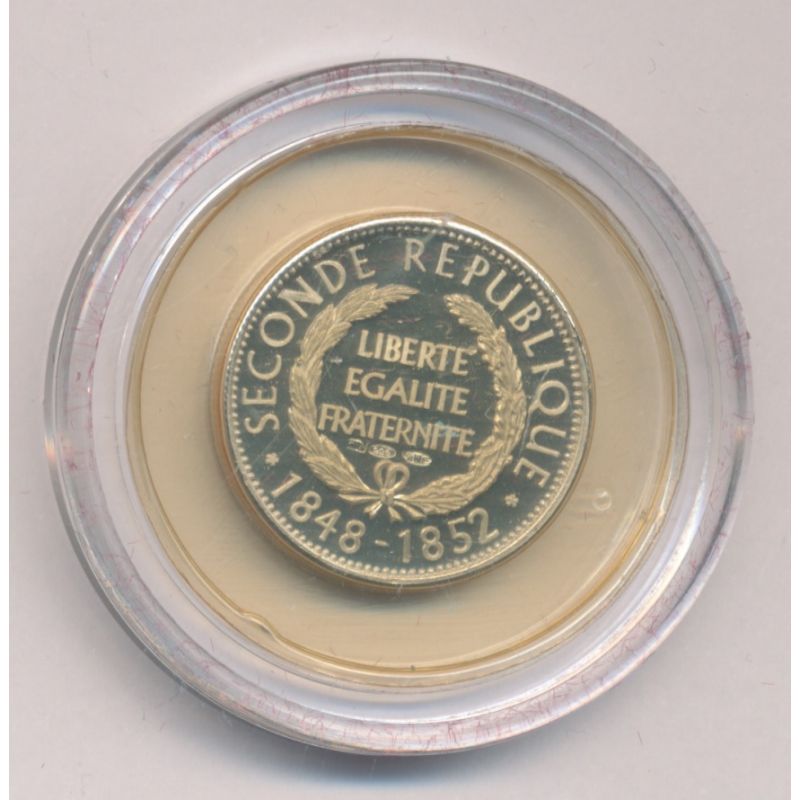 SECONDE REPUBLIQUE
LIBERTE
EGALITE
FRATERNITE
* 1848-1852 *